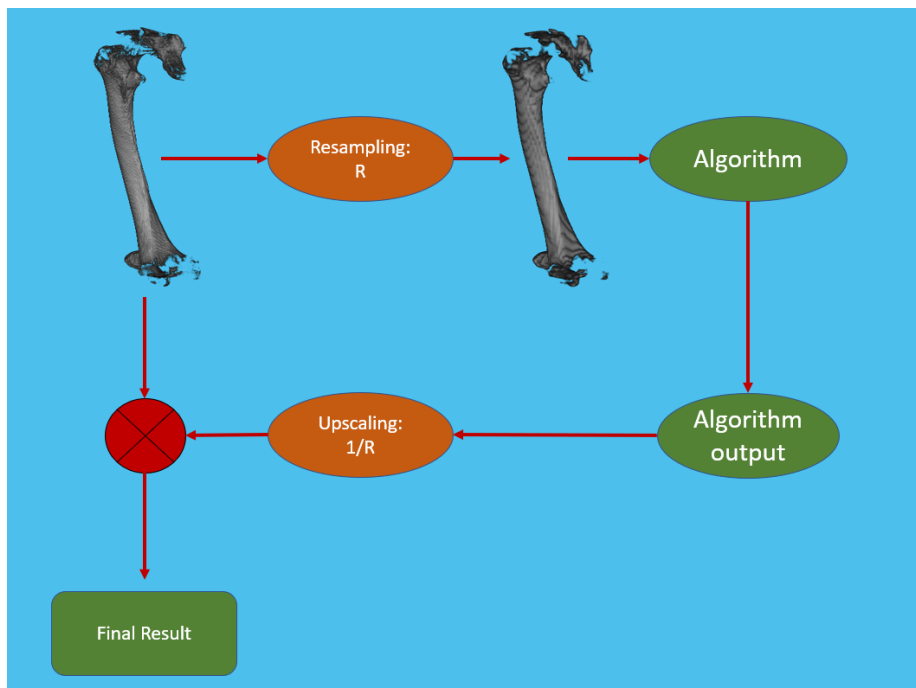 Resampling:
R
Algorithm
Upscaling:
1/R
Algorithm
output
Final Result